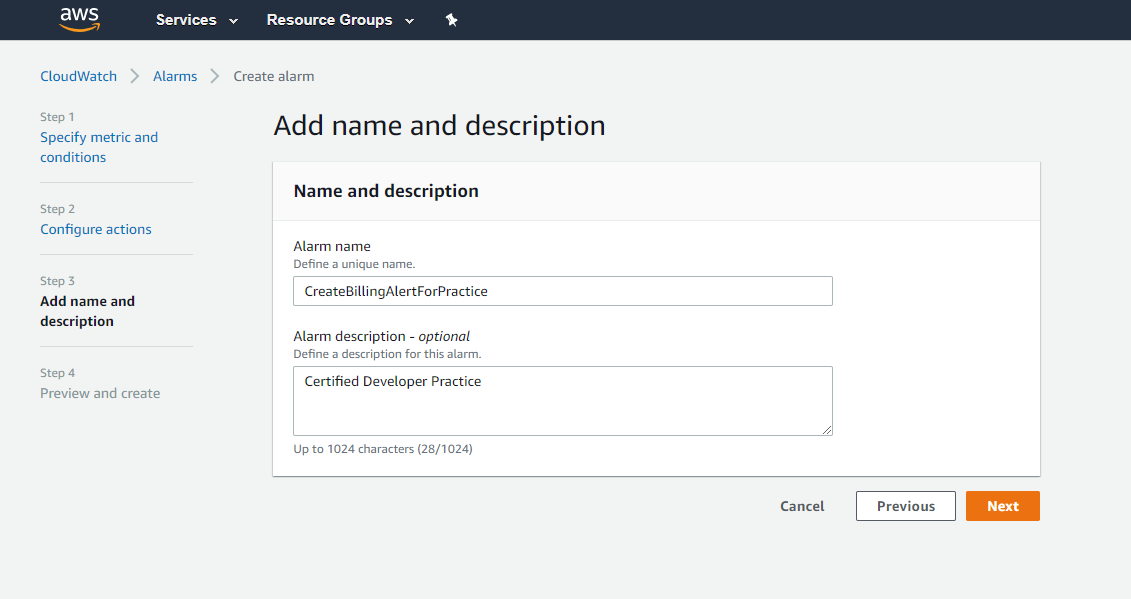 aws Services Resource Groups
CloudWatch Alarms Create alarm
Step 1
Specify metric and
conditions
Step 2
Configure actions
Step 3
Add name and
description
Step 4
Preview and create
Add name and description
Name and description
Alarm name
Define a unique name.
CreateBillingAlertForPractice
Alarm description - optional
Define a description for this alarm.
Certified Developer Practice
Up to 1024 characters (28/1024)
Cancel Previous Next